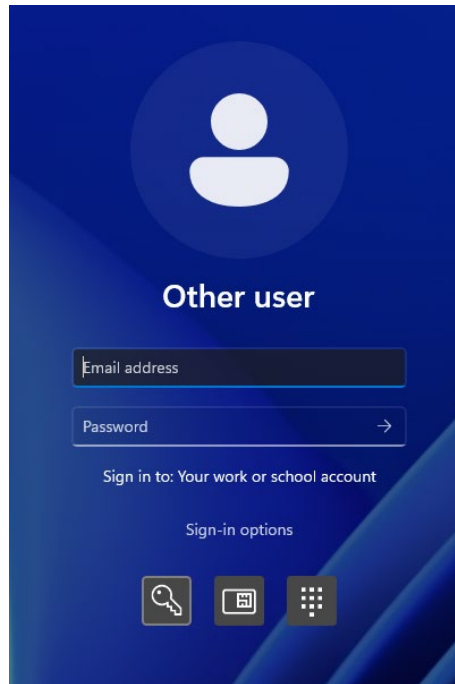 Other user
Email address
Password
Sign in to: Your work or school account
Sign-in options